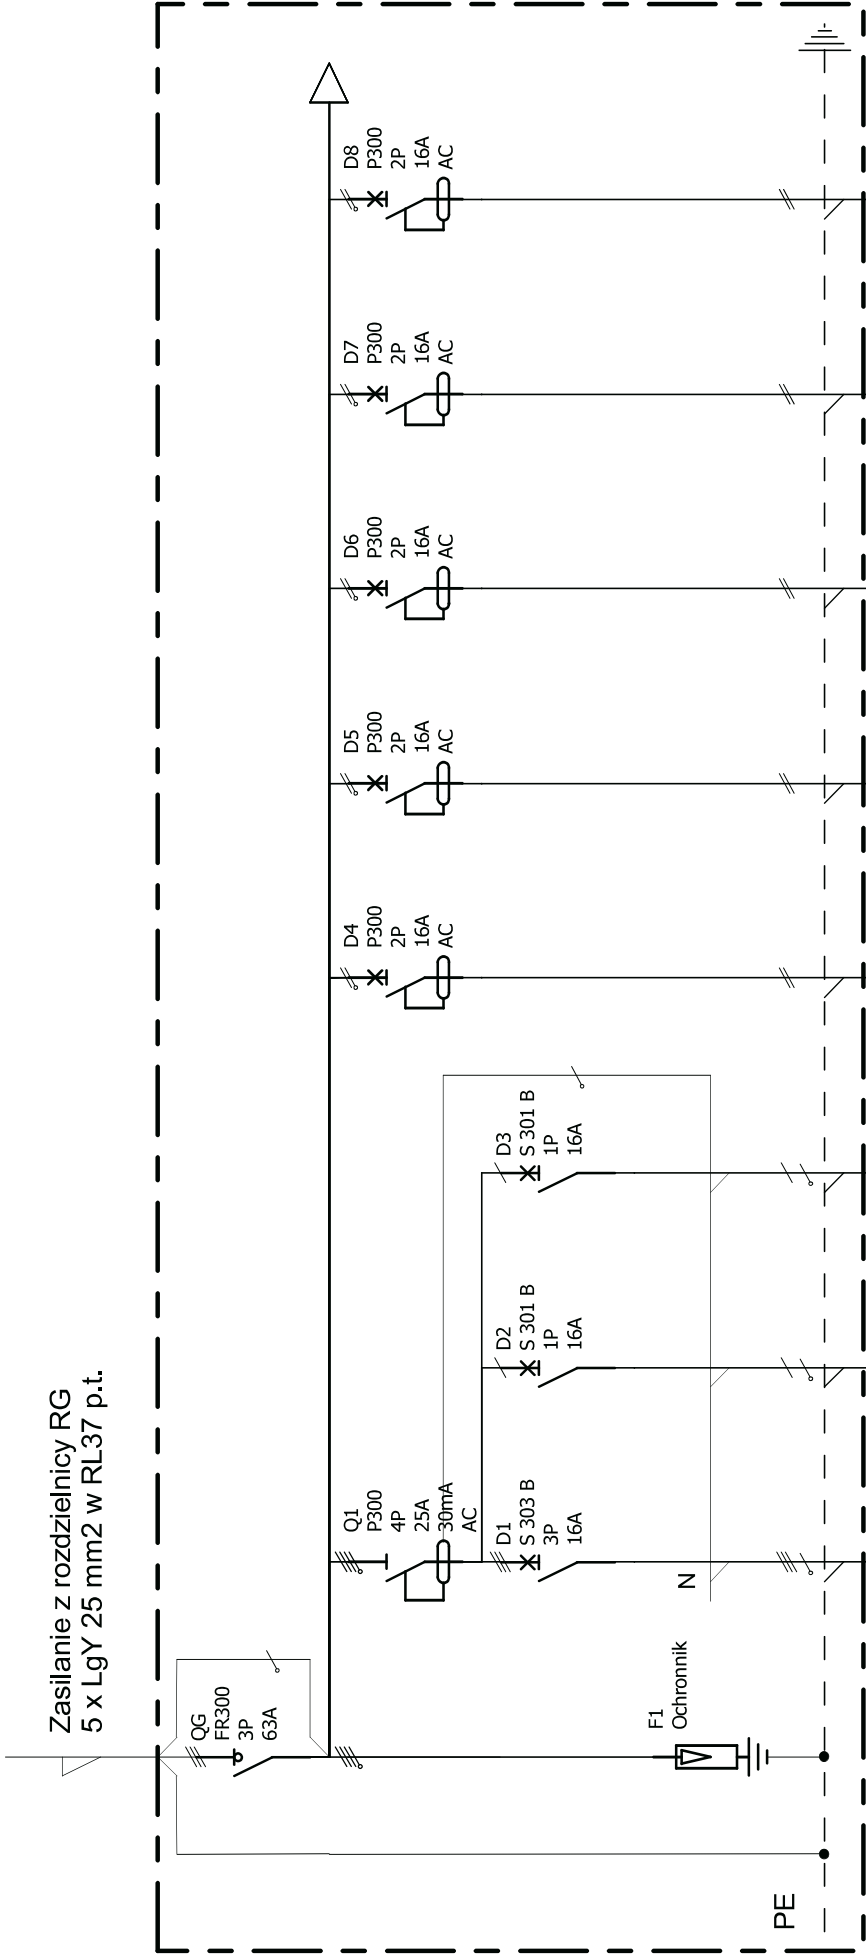 Zasilanie z rozdzielnicy RG
5 x LgY 25 mm2 w RL37 p.t.
QG
FR300
3P
63A
F1
Ochronnik
PE
Q1
P300
4P
25A
30mA
AC
D1
S 303 B
3P
16A
N
D2
S 301 B
1P
16A
D3
S 301 B
1P
16A
D4
P300
2P
16A
AC
D5
P300
2P
16A
AC
D6
P300
2P
16A
AC
D7
P300
2P
16A
AC
D8
P300
2P
16A
AC